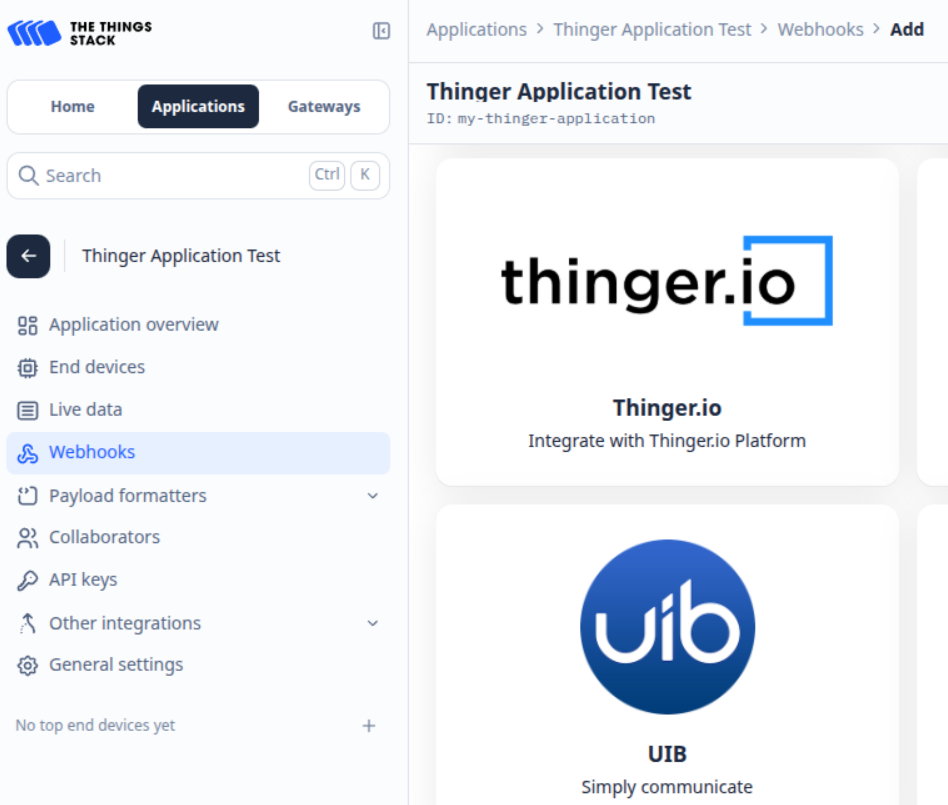 THE THINGS
STACK
Home
Applications
Gateways
Search
Ctrl
K
Thinger Application Test
Application overview
End devices
Live data
Webhooks
Payload formatters
Collaborators
API keys
Other integrations
General settings
No top end devices yet
Applications > Thinger Application Test > Webhooks > Add
Thinger Application Test
ID: my-thinger-application
thinger.io
Thinger.io
Integrate with Thinger.io Platform
uib
UIB
Simply communicate